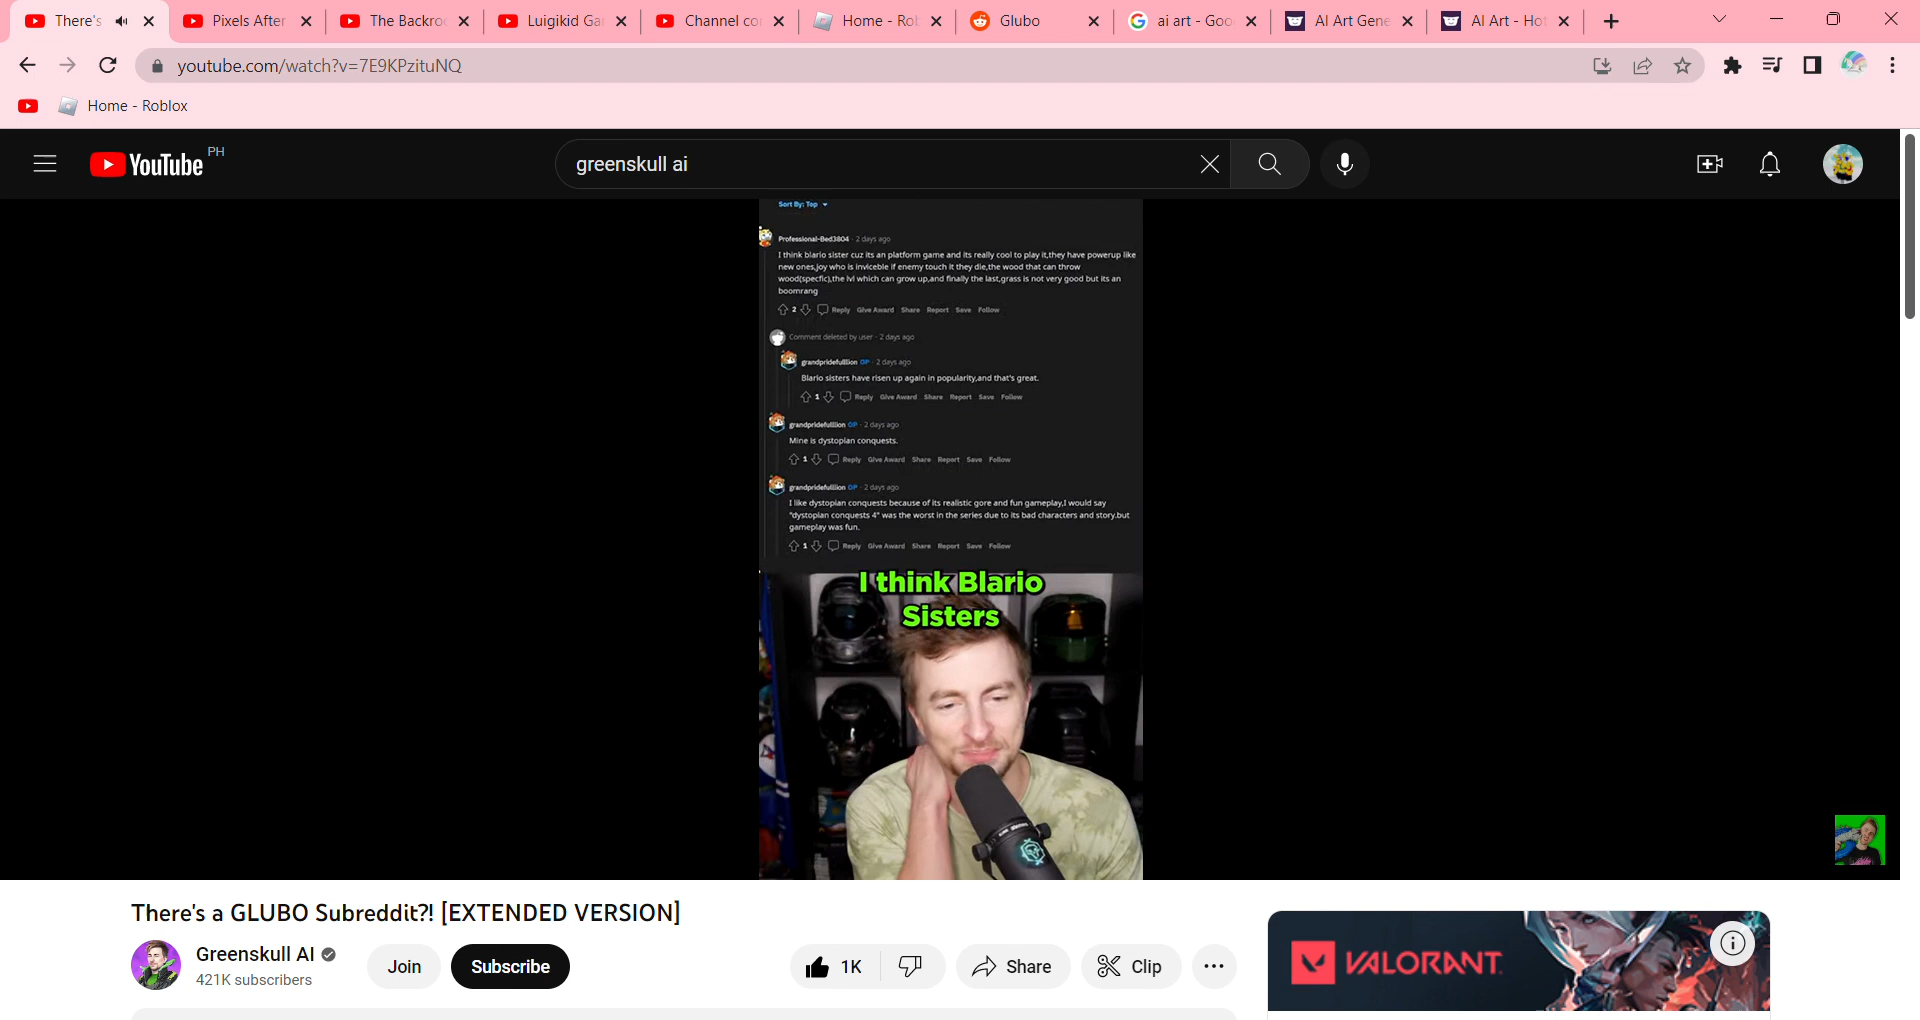 There's
Pixels After
The Backroo
Luigikid Ga
Channel co
Home - Rob
Glubo
ai art - Goo
AI Art Gene
AI Art - Hot
youtube.com/watch?v=7E9KPzituNQ
Home - Roblox
YouTube PH
greenskull ai
Sort By: Top
Professional-Bed3804 · 2 days ago
I think blario sister cuz its an platform game and its really cool to play it,they have powerup like
new ones,joy who is inviceble if enemy touch it they die,the wood that can throw
wood(specfic),the lvl which can grow up,and finally the last,grass is not very good but its an
boomrang
2 Reply Give Award Share Report Save Follow
Comment deleted by user · 2 days ago
grandpridefulllion OP · 2 days ago
Blario sisters have risen up again in popularity,and that's great.
1 Reply Give Award Share Report Save Follow
grandpridefulllion OP · 2 days ago
Mine is dystopian conquests.
1 Reply Give Award Share Report Save Follow
grandpridefulllion OP · 2 days ago
I like dystopian conquests because of its realistic gore and fun gameplay,I would say
"dystopian conquests 4" was the worst in the series due to its bad characters and story.but
gameplay was fun.
1 Reply Give Award Share Report Save Follow
I think Blario
Sisters
There's a GLUBO Subreddit?! [EXTENDED VERSION]
Greenskull AI
421K subscribers
Join
Subscribe
1K
Share
Clip
VALORANT